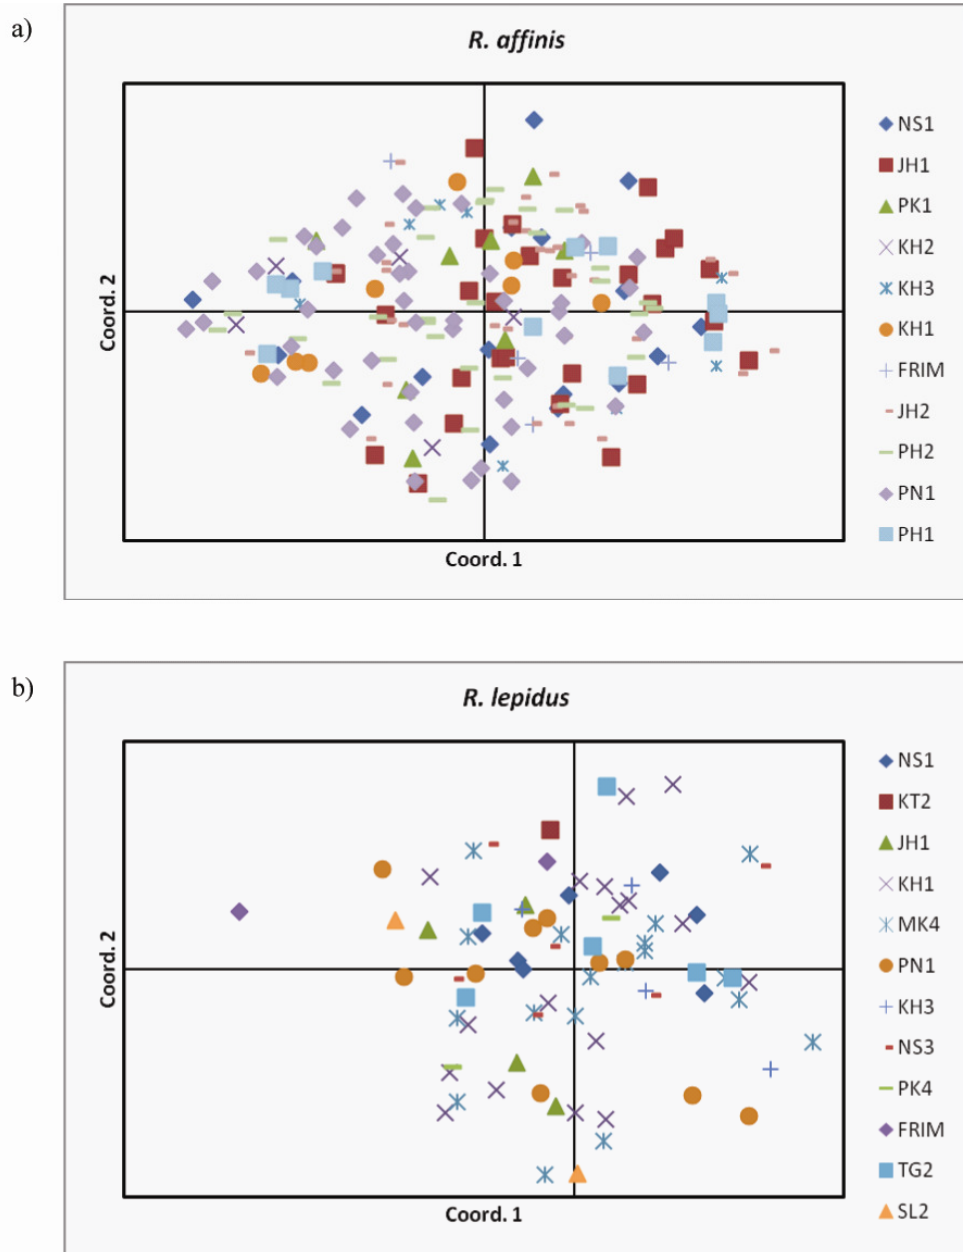 a)
R. affinis
Coord. 2
Coord. 1
NS1
JH1
PK1
KH2
KH3
KH1
FRIM
JH2
PH2
PN1
PH1
b)
R. lepidus
Coord. 2
Coord. 1
NS1
KT2
JH1
KH1
MK4
PN1
KH3
NS3
PK4
FRIM
TG2
SL2